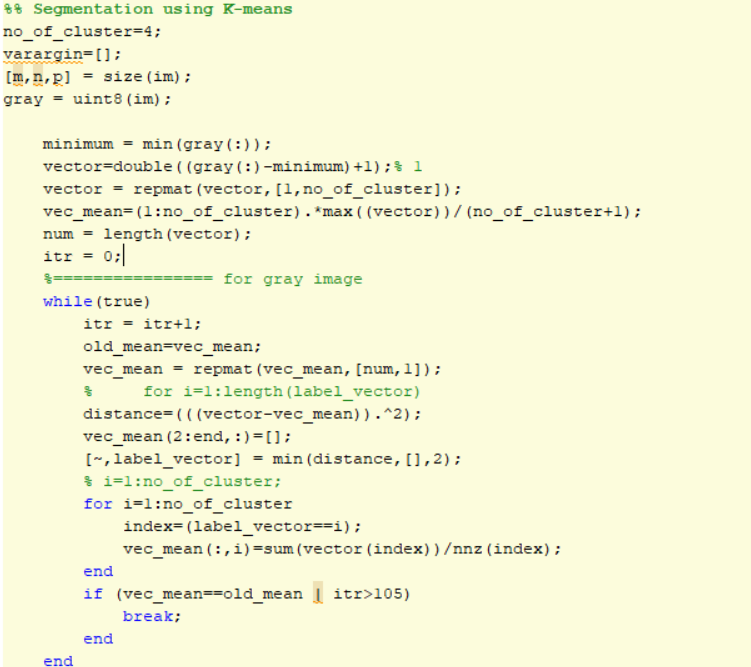 %% Segmentation using K-means
no_of_cluster=4;
varargin=[];
[m,n,p] = size(im);
gray = uint8(im);
minimum = min(gray(:));
vector=double((gray(:)-minimum)+1);% 1
vector = repmat(vector,[1,no_of_cluster]);
vec_mean=(1:no_of_cluster).*max((vector))/(no_of_cluster+1);
num = length(vector);
itr = 0;
%================ for gray image
while(true)
itr = itr+1;
old_mean=vec_mean;
vec_mean = repmat(vec_mean,[num,1]);
%     for i=1:length(label_vector)
distance=(((vector-vec_mean)).^2);
vec_mean(2:end,:)=[];
[~,label_vector] = min(distance,[],2);
% i=1:no_of_cluster;
for i=1:no_of_cluster
index=(label_vector==i);
vec_mean(:,i)=sum(vector(index))/nnz(index);
end
if (vec_mean==old_mean | itr>105)
break;
end
end